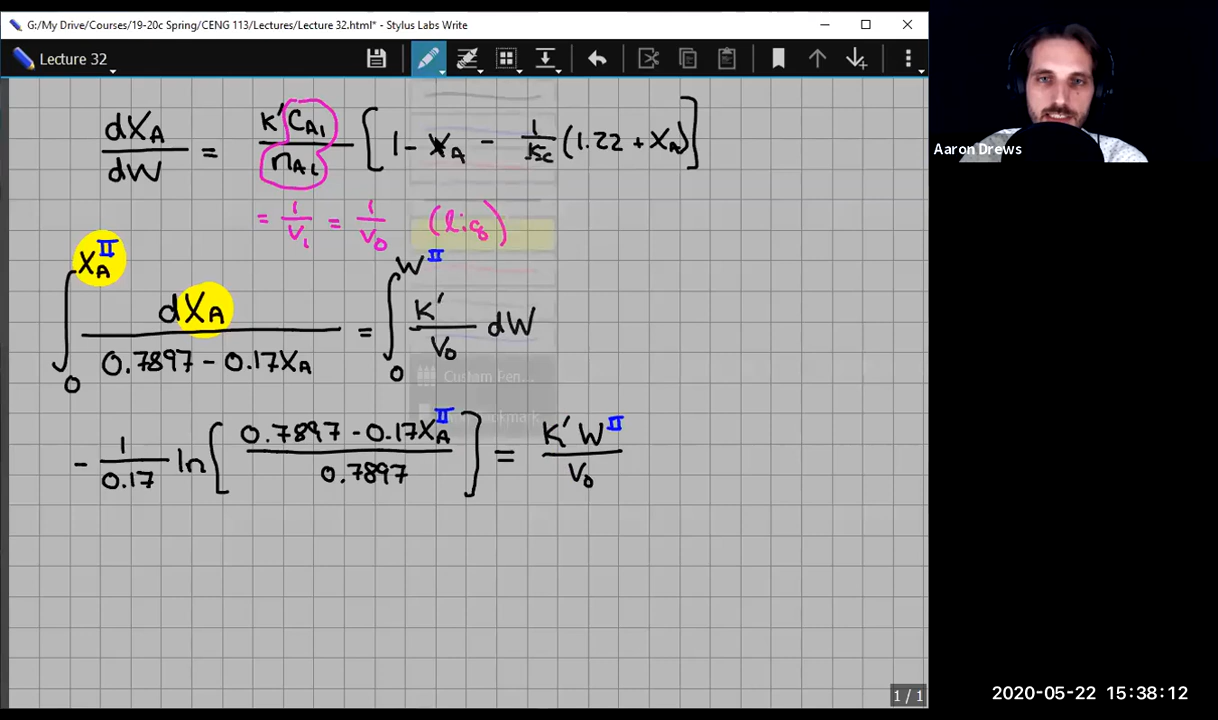 G:/My Drive/Courses/19-20c Spring/CENG 113/Lectures/Lecture 32.html* - Stylus Labs Write
Lecture 32
dX_A/dW = K' C_A1/n_A1 [1 - X_A - 1/K_c (1.22 + X_A)]
= 1/V_1 = 1/V_0 (liq)
∫_0^{X_A^II} dX_A/(0.7897 - 0.17X_A) = ∫_0^{W^II} K'/V_0 dW
Custom Pen...
-1/0.17 ln[(0.7897 - 0.17X_A^II)/0.7897] = K'W^II/V_0
Aaron Drews
1 / 1
2020-05-22 15:38:12